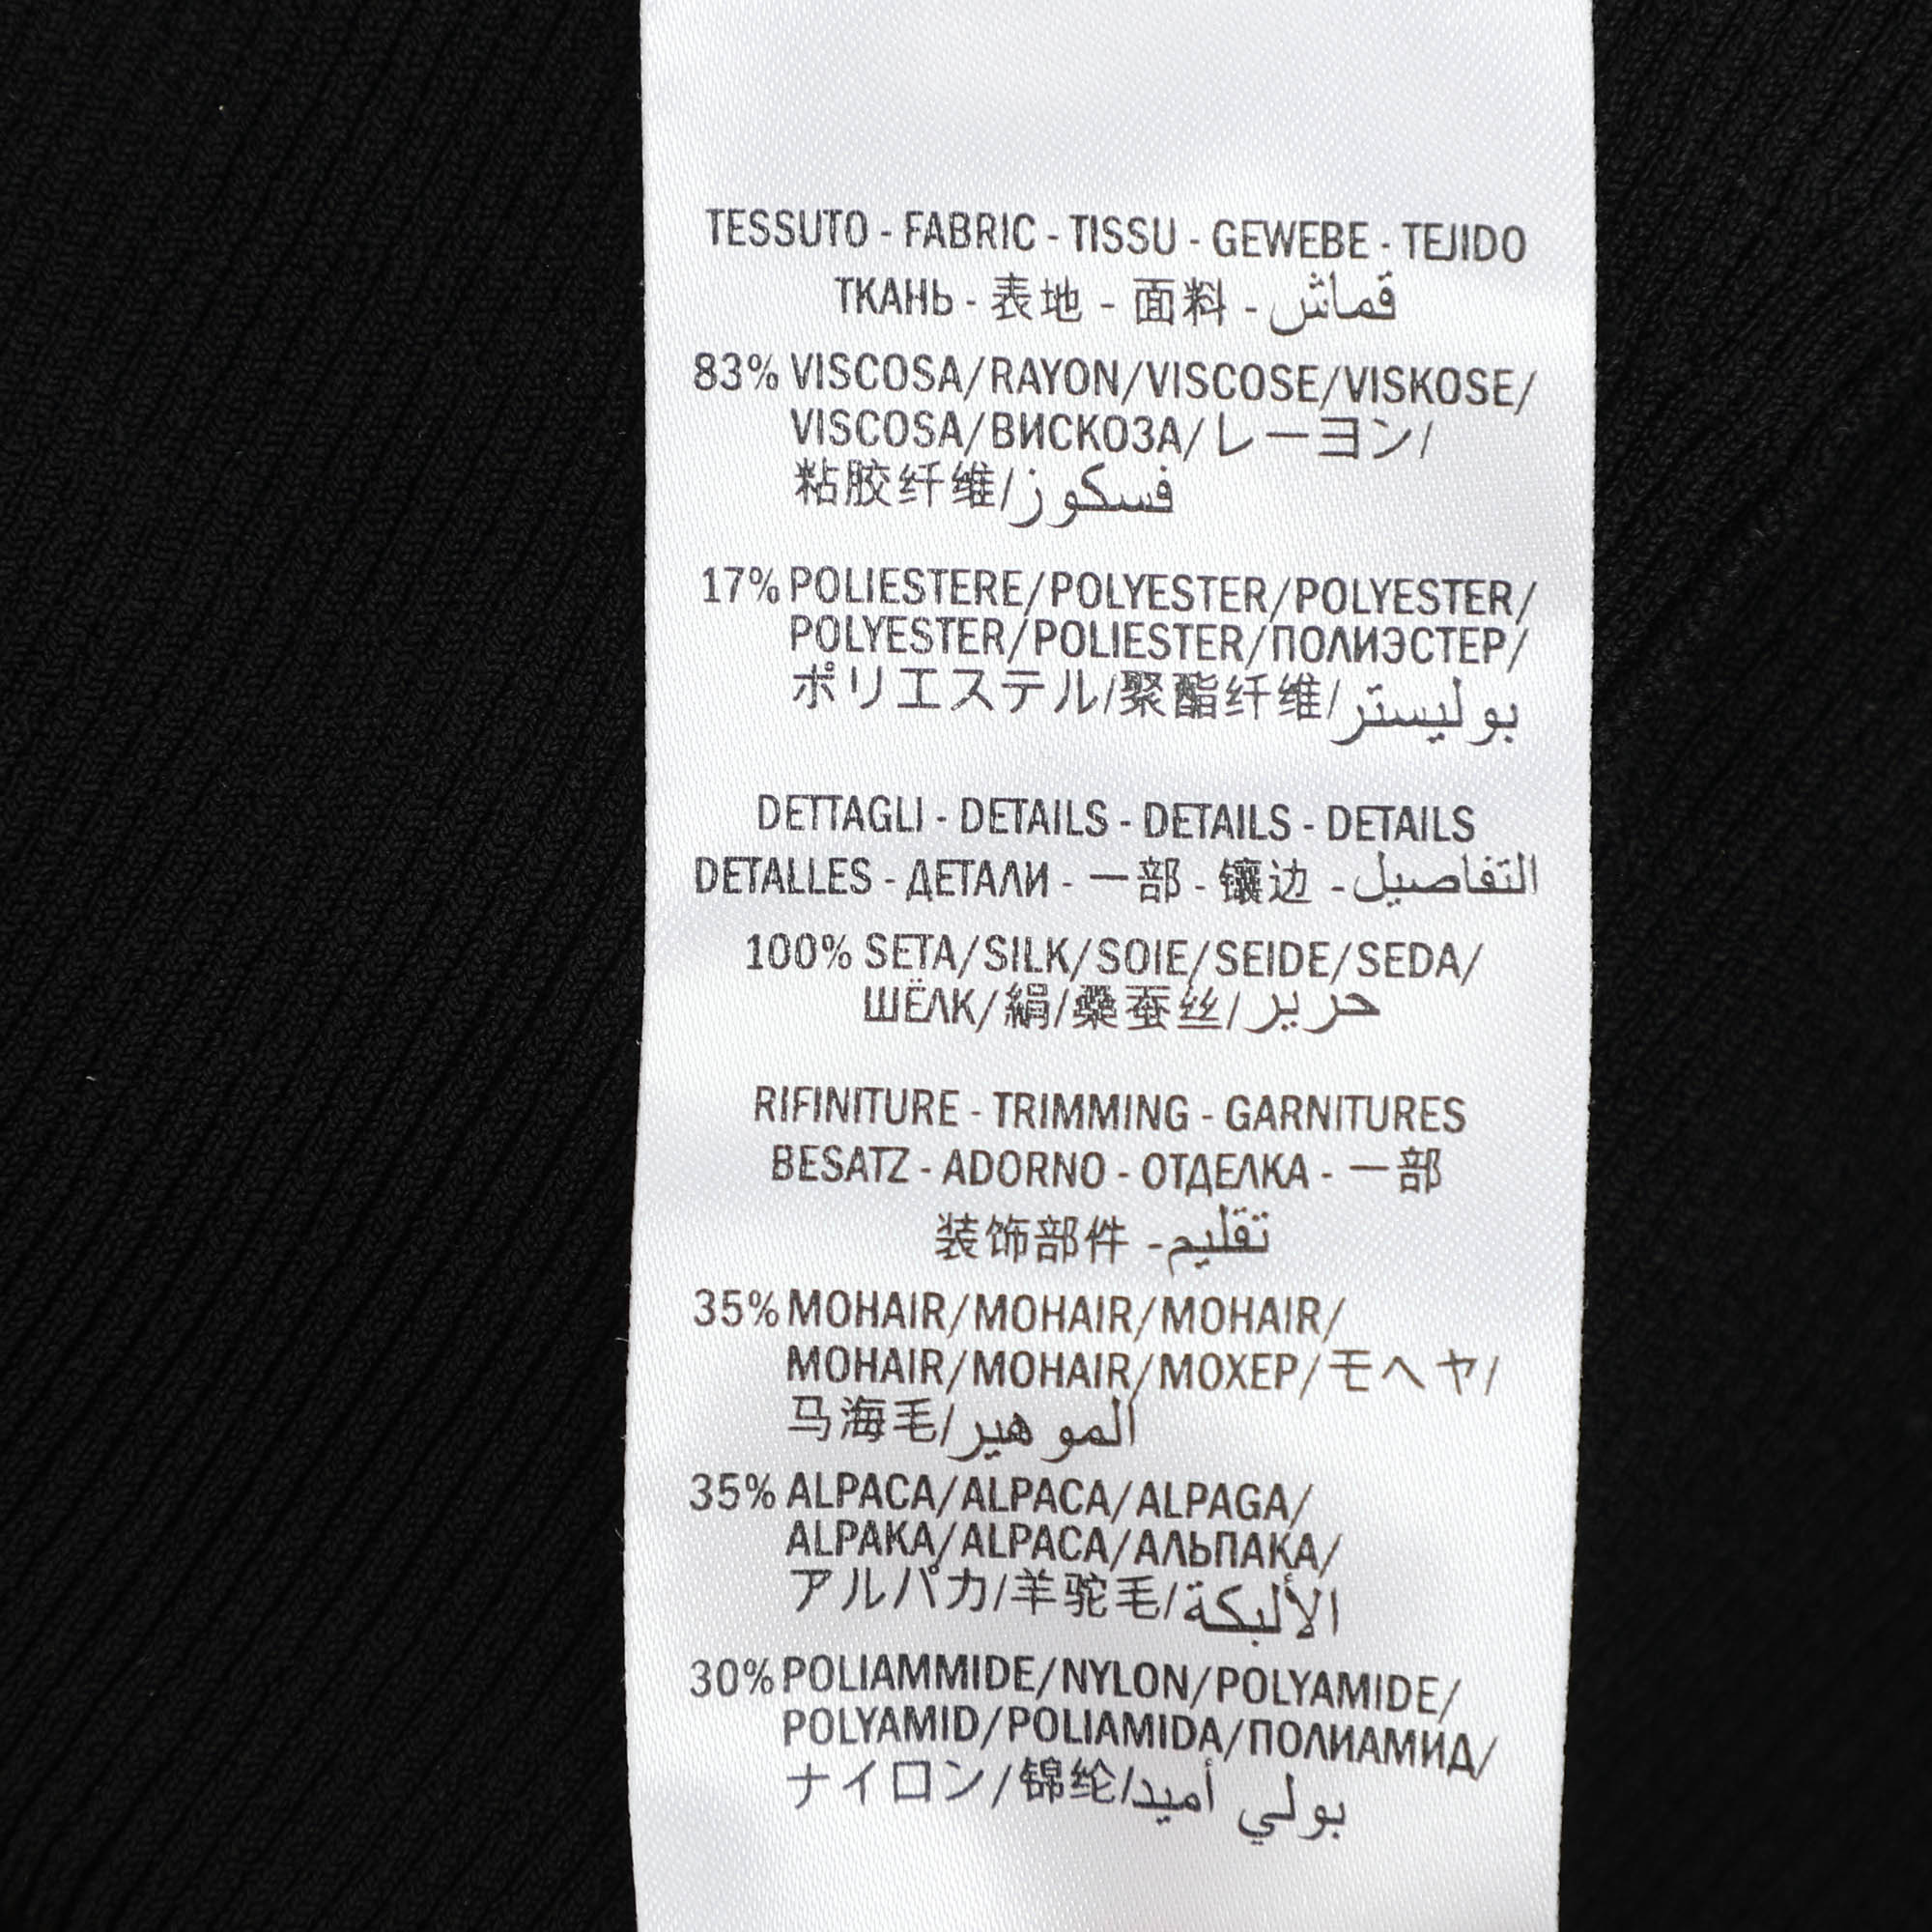 TESSUTO - FABRIC - TISSU - GEWEBE - TEJIDO
ТКАНЬ - 表地 - 面料 - قماش
83% VISCOSA/RAYON/VISCOSE/VISKOSE/
VISCOSA/ВИСКОЗА/レーヨン/
粘胶纤维/فسكوز
17% POLIESTERE/POLYESTER/POLYESTER/
POLYESTER/POLIESTER/ПОЛИЭСТЕР/
ポリエステル/聚酯纤维/بوليستر
DETTAGLI - DETAILS - DETAILS - DETAILS
DETALLES - ДЕТАЛИ - 一部 - 镶边 - التفاصيل
100% SETA/SILK/SOIE/SEIDE/SEDA/
ШЁЛК/絹/桑蚕丝/حرير
RIFINITURE - TRIMMING - GARNITURES
BESATZ - ADORNO - ОТДЕЛКА - 一部
装饰部件 - تقليم
35% MOHAIR/MOHAIR/MOHAIR/
MOHAIR/MOHAIR/МОХЕР/モヘヤ/
马海毛/الموهير
35% ALPACA/ALPACA/ALPAGA/
ALPAKA/ALPACA/АЛЬПАКА/
アルパカ/羊驼毛/الألبكة
30% POLIAMMIDE/NYLON/POLYAMIDE/
POLYAMID/POLIAMIDA/ПОЛИАМИД/
ナイロン/锦纶/بولي أميد